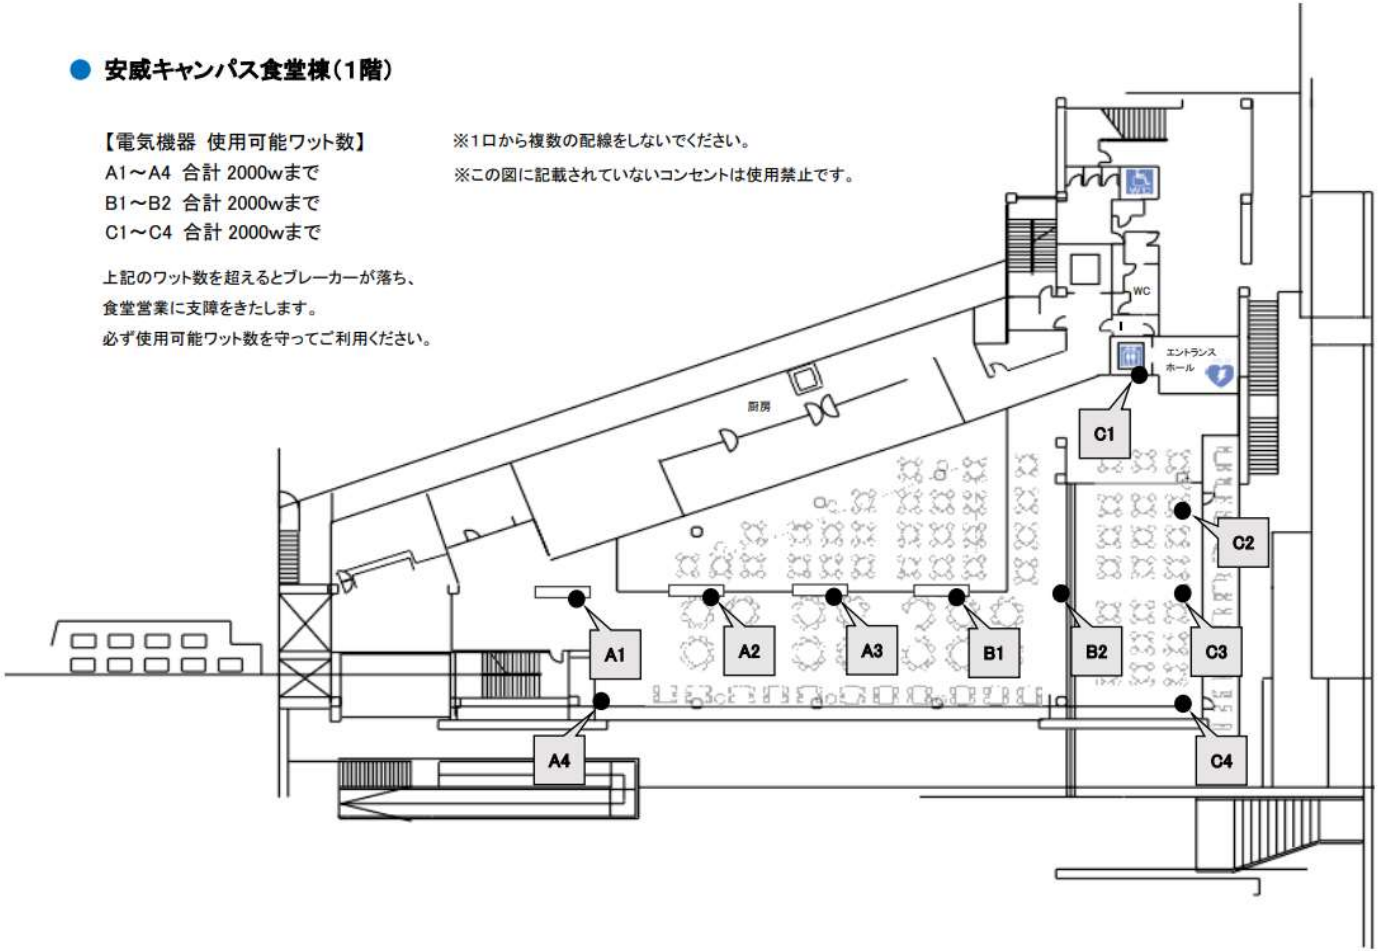 ● 安威キャンパス食堂棟(1階)
【電気機器 使用可能ワット数】
A1～A4 合計 2000wまで
B1～B2 合計 2000wまで
C1～C4 合計 2000wまで
※1口から複数の配線をしないでください。
※この図に記載されていないコンセントは使用禁止です。
上記のワット数を超えるとブレーカーが落ち、
食堂営業に支障をきたします。
必ず使用可能ワット数を守ってご利用ください。
WC
WC
エントランス
ホール
厨房
C1
C2
A1
A2
A3
B1
B2
C3
A4
C4